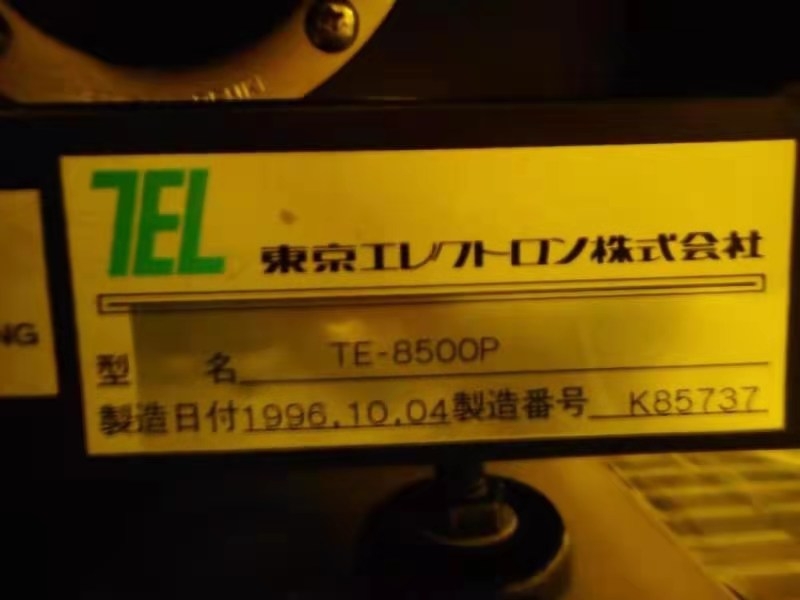 TEL
東京エレクトロン株式会社
NG
型 名 TE-8500P
製造日付1996.10.04製造番号 K85737